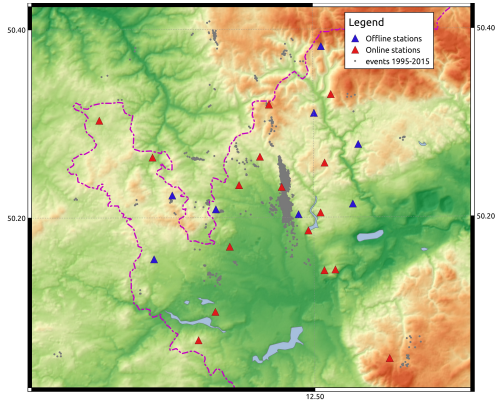 Legend
Offline stations
Online stations
events 1995-2015
50.40
50.40
50.20
50.20
12.50